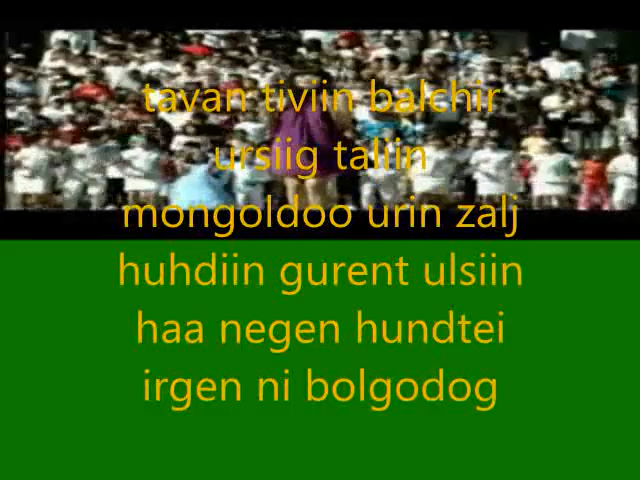 tavan tiviin balchir
ursiig taliin
mongoldoo urin zalj
huhdiin gurent ulsiin
haa negen hundtei
irgen ni bolgodog